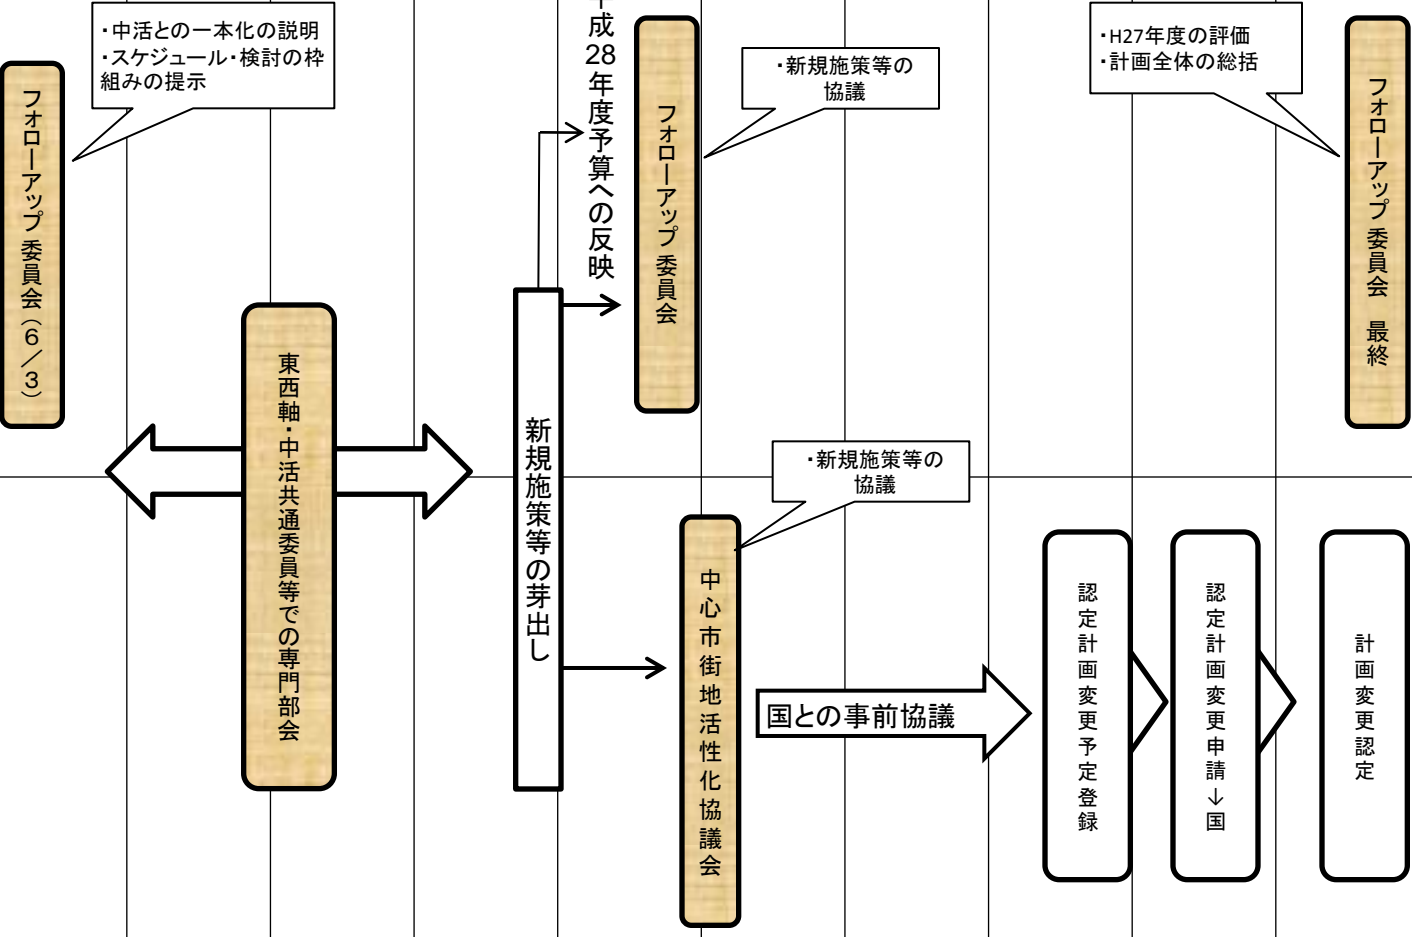 ・中活との一本化の説明
・スケジュール・検討の枠
組みの提示
フォローアップ委員会（６／３）
東西軸・中活共通委員等での専門部会
新規施策等の芽出し
成28年度予算への反映
フォローアップ委員会
・新規施策等の
協議
・H27年度の評価
・計画全体の総括
フォローアップ委員会　最終
・新規施策等の
協議
中心市街地活性化協議会
国との事前協議
認定計画変更予定登録
認定計画変更申請→国
計画変更認定